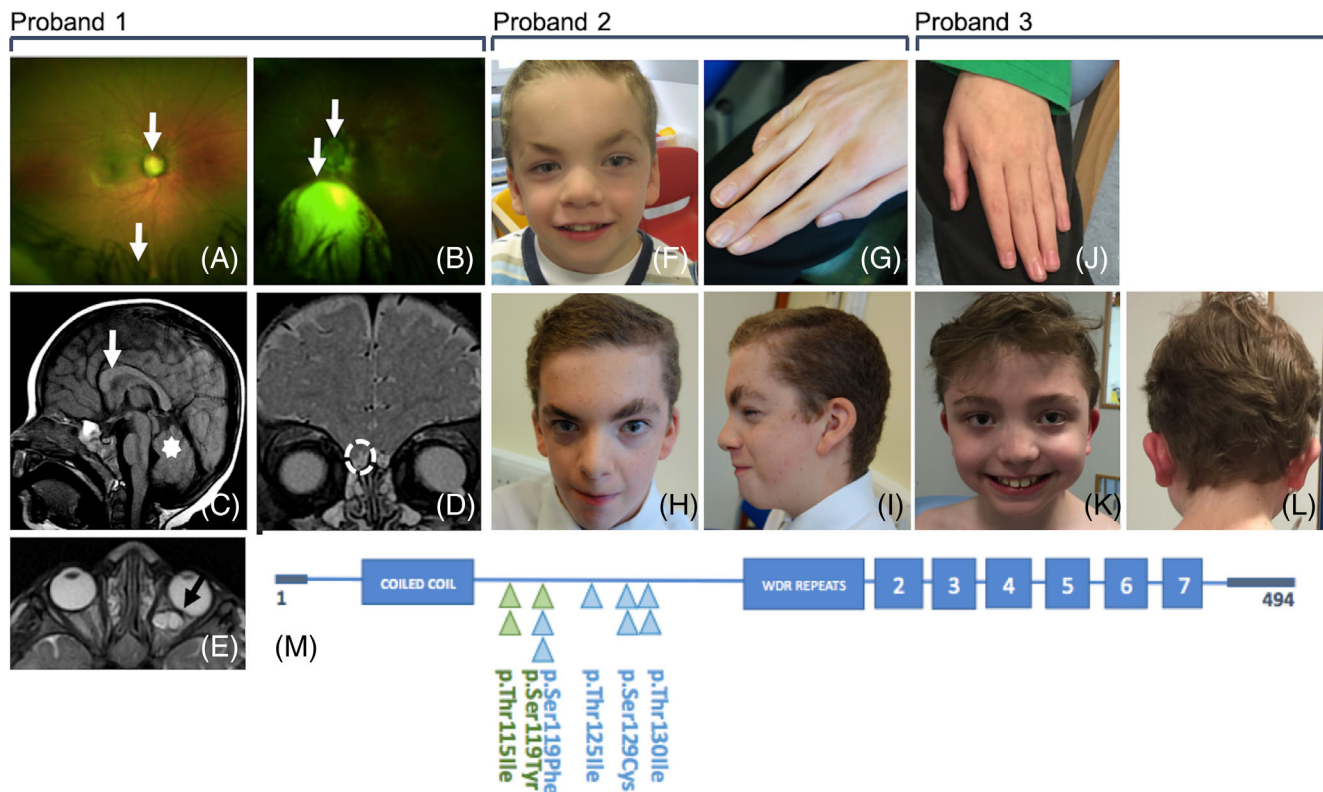 Proband 1
Proband 2
Proband 3
(A)
(B)
(F)
(G)
(J)
(C)
(D)
(H)
(I)
(K)
(L)
(E)
(M)
COILED COIL
WDR REPEATS
2
3
4
5
6
7
1
494
p.Thr115Ile
p.Ser119Tyr
p.Ser119Phe
p.Thr125Ile
p.Ser129Cys
p.Thr130Ile